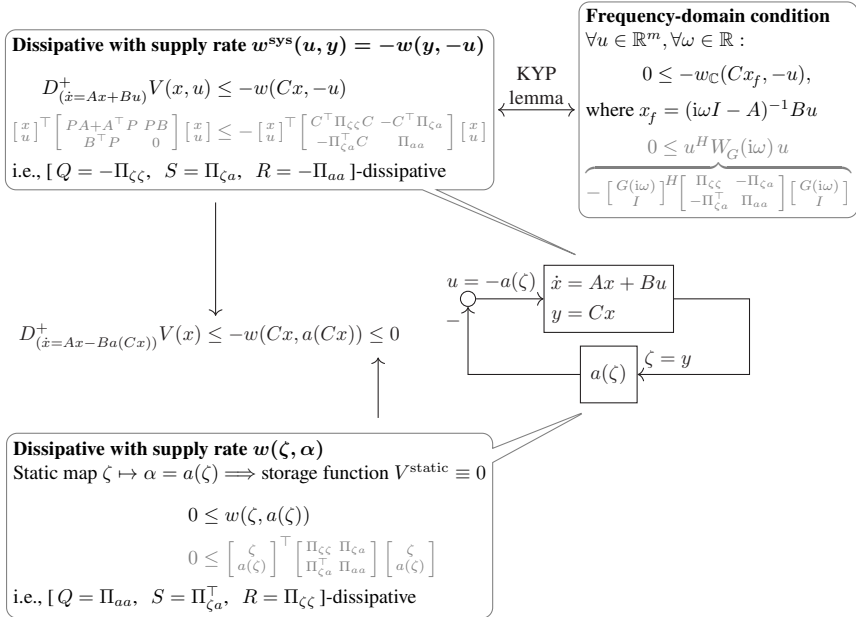 Dissipative with supply rate w^sys(u, y) = −w(y, −u)
D⁺_(ẋ=Ax+Bu) V(x, u) ≤ −w(Cx, −u)
[x u]^⊤ [PA+A^⊤P PB; B^⊤P 0] [x u] ≤ −[x u]^⊤ [C^⊤Π_ζζ C −C^⊤Π_ζa; −Π_ζa^⊤ C Π_aa] [x u]
i.e., [ Q = −Π_ζζ, S = Π_ζa, R = −Π_aa ]-dissipative
KYP
lemma
Frequency-domain condition
∀u ∈ ℝ^m, ∀ω ∈ ℝ :
0 ≤ −w_ℂ(Cx_f, −u),
where x_f = (iωI − A)^−1 Bu
0 ≤ u^H W_G(iω) u
−[G(iω) I]^H [Π_ζζ −Π_ζa; −Π_ζa^⊤ Π_aa] [G(iω) I]
D⁺_(ẋ=Ax−Ba(Cx)) V(x) ≤ −w(Cx, a(Cx)) ≤ 0
u = −a(ζ)
−
ẋ = Ax + Bu
y = Cx
ζ = y
a(ζ)
Dissipative with supply rate w(ζ, α)
Static map ζ ↦ α = a(ζ) ⟹ storage function V^static ≡ 0
0 ≤ w(ζ, a(ζ))
0 ≤ [ζ a(ζ)]^⊤ [Π_ζζ Π_ζa; Π_ζa^⊤ Π_aa] [ζ a(ζ)]
i.e., [ Q = Π_aa, S = Π_ζa^⊤, R = Π_ζζ ]-dissipative